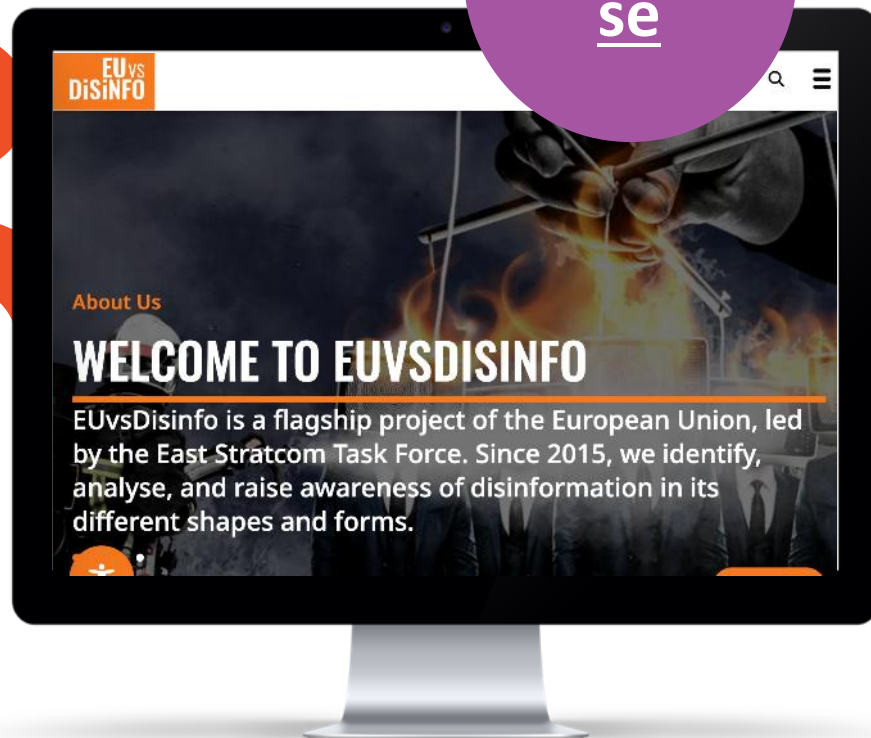 se
EUvs
DiSiNFO
About Us
WELCOME TO EUVSDISINFO
EUvsDisinfo is a flagship project of the European Union, led
by the East Stratcom Task Force. Since 2015, we identify,
analyse, and raise awareness of disinformation in its
different shapes and forms.